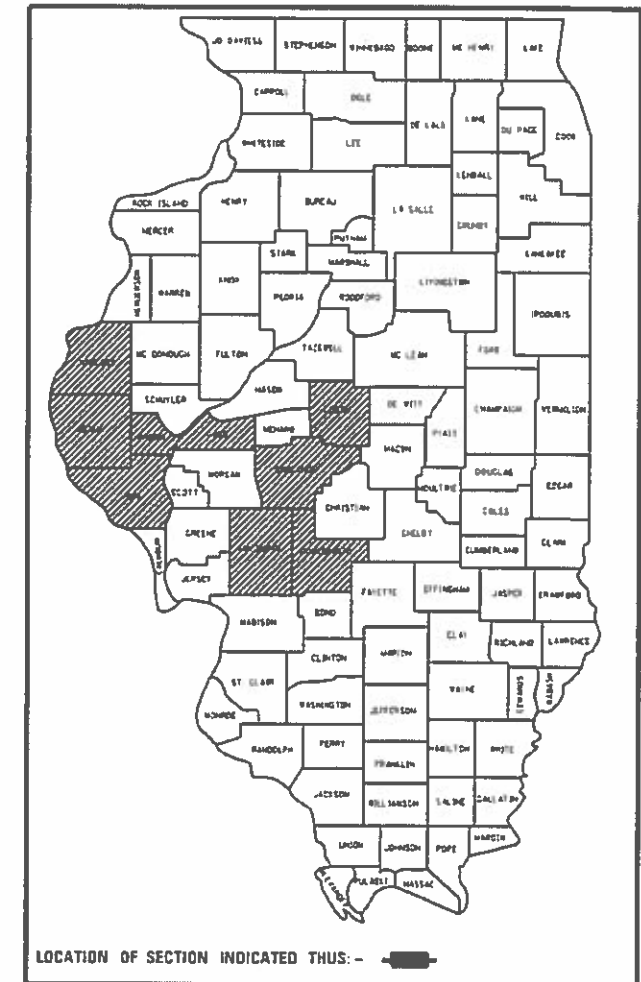 JO DAVIESS STEPHENSON WINNEBAGO BOONE MC HENRY LAKE
CARROLL OGLE DE KALB KANE DU PAGE COOK
WHITESIDE LEE KENDALL WILL
ROCK ISLAND HENRY BUREAU LA SALLE GRUNDY
MERCER PUTNAM KANKAKEE
HENDERSON WARREN KNOX STARK MARSHALL LIVINGSTON
PEORIA WOODFORD IROQUOIS
MC DONOUGH FULTON TAZEWELL MC LEAN FORD
SCHUYLER MASON LOGAN DE WITT CHAMPAIGN VERMILION
CASS MENARD PIATT
MORGAN MACON DOUGLAS EDGAR
SCOTT CHRISTIAN MOULTRIE COLES
GREENE SHELBY CUMBERLAND CLARK
JERSEY FAYETTE EFFINGHAM JASPER CRAWFORD
MADISON BOND CLAY RICHLAND LAWRENCE
CLINTON MARION
ST CLAIR WAYNE EDWARDS WABASH
MONROE WASHINGTON JEFFERSON
RANDOLPH PERRY FRANKLIN HAMILTON WHITE
JACKSON WILLIAMSON SALINE GALLATIN
UNION JOHNSON POPE HARDIN
PULASKI MASSAC
LOCATION OF SECTION INDICATED THUS: -